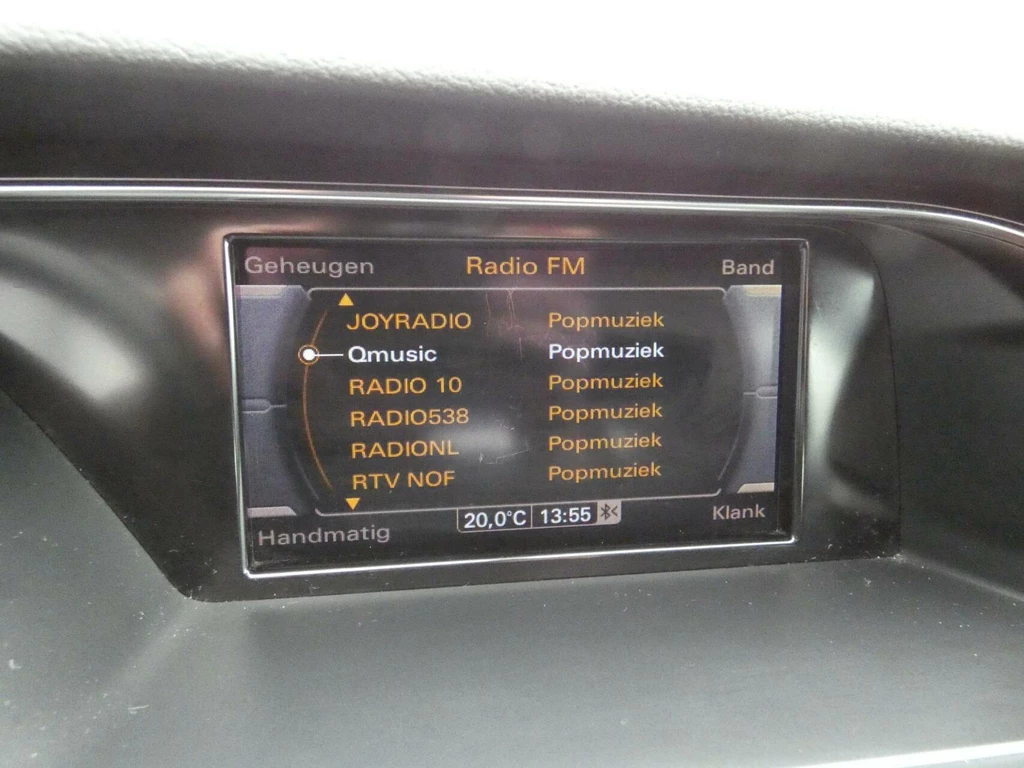 Geheugen Radio FM Band
JOYRADIO Popmuziek
Qmusic Popmuziek
RADIO 10 Popmuziek
RADIO538 Popmuziek
RADIONL Popmuziek
RTV NOF Popmuziek
Handmatig 20,0°C 13:55 Klank